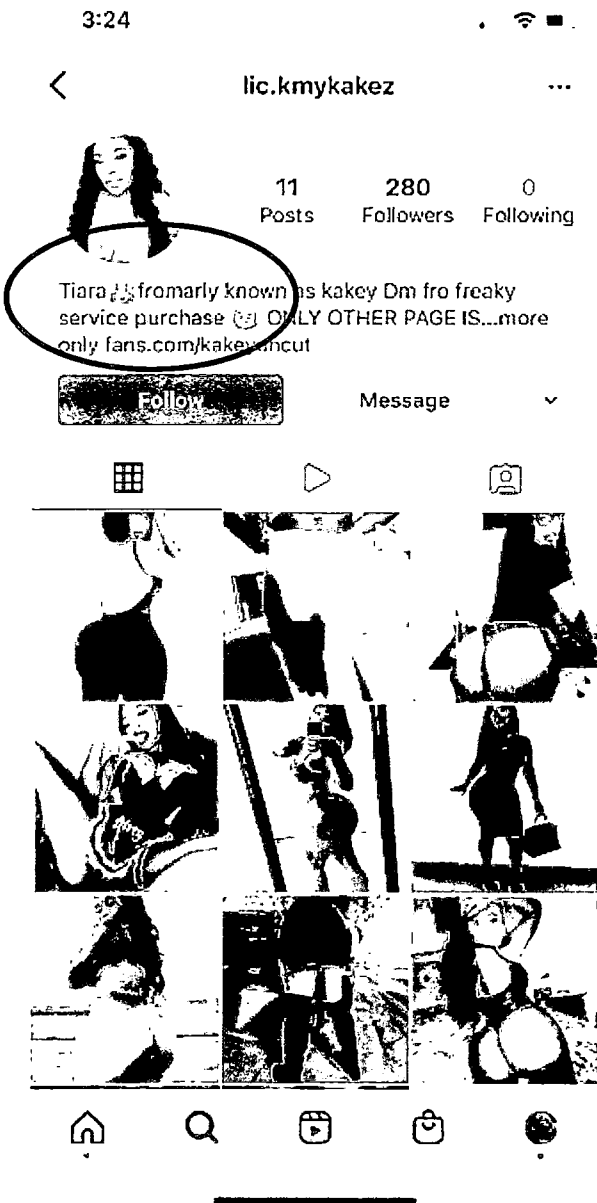 3:24
lic.kmykakez
11 280 0
Posts Followers Following
Tiara fromarly known as kakey Dm fro freaky
service purchase ONLY OTHER PAGE IS...more
only fans.com/kakeyuncut
Follow Message